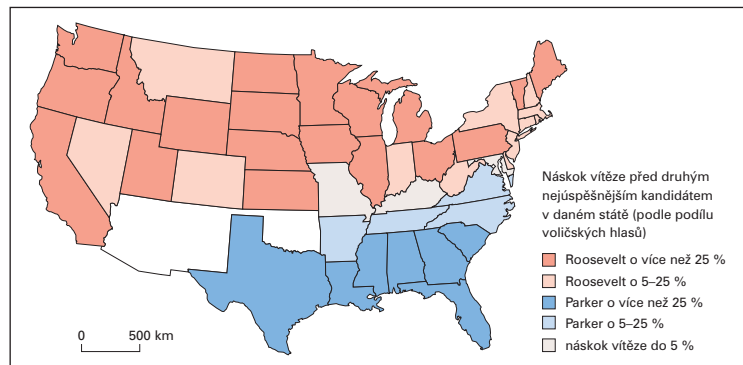 Náskok vítěze před druhým
nejúspěšnějším kandidátem
v daném státě (podle podílu
voličských hlasů)
Roosevelt o více než 25 %
Roosevelt o 5–25 %
Parker o více než 25 %
Parker o 5–25 %
náskok vítěze do 5 %
0 500 km